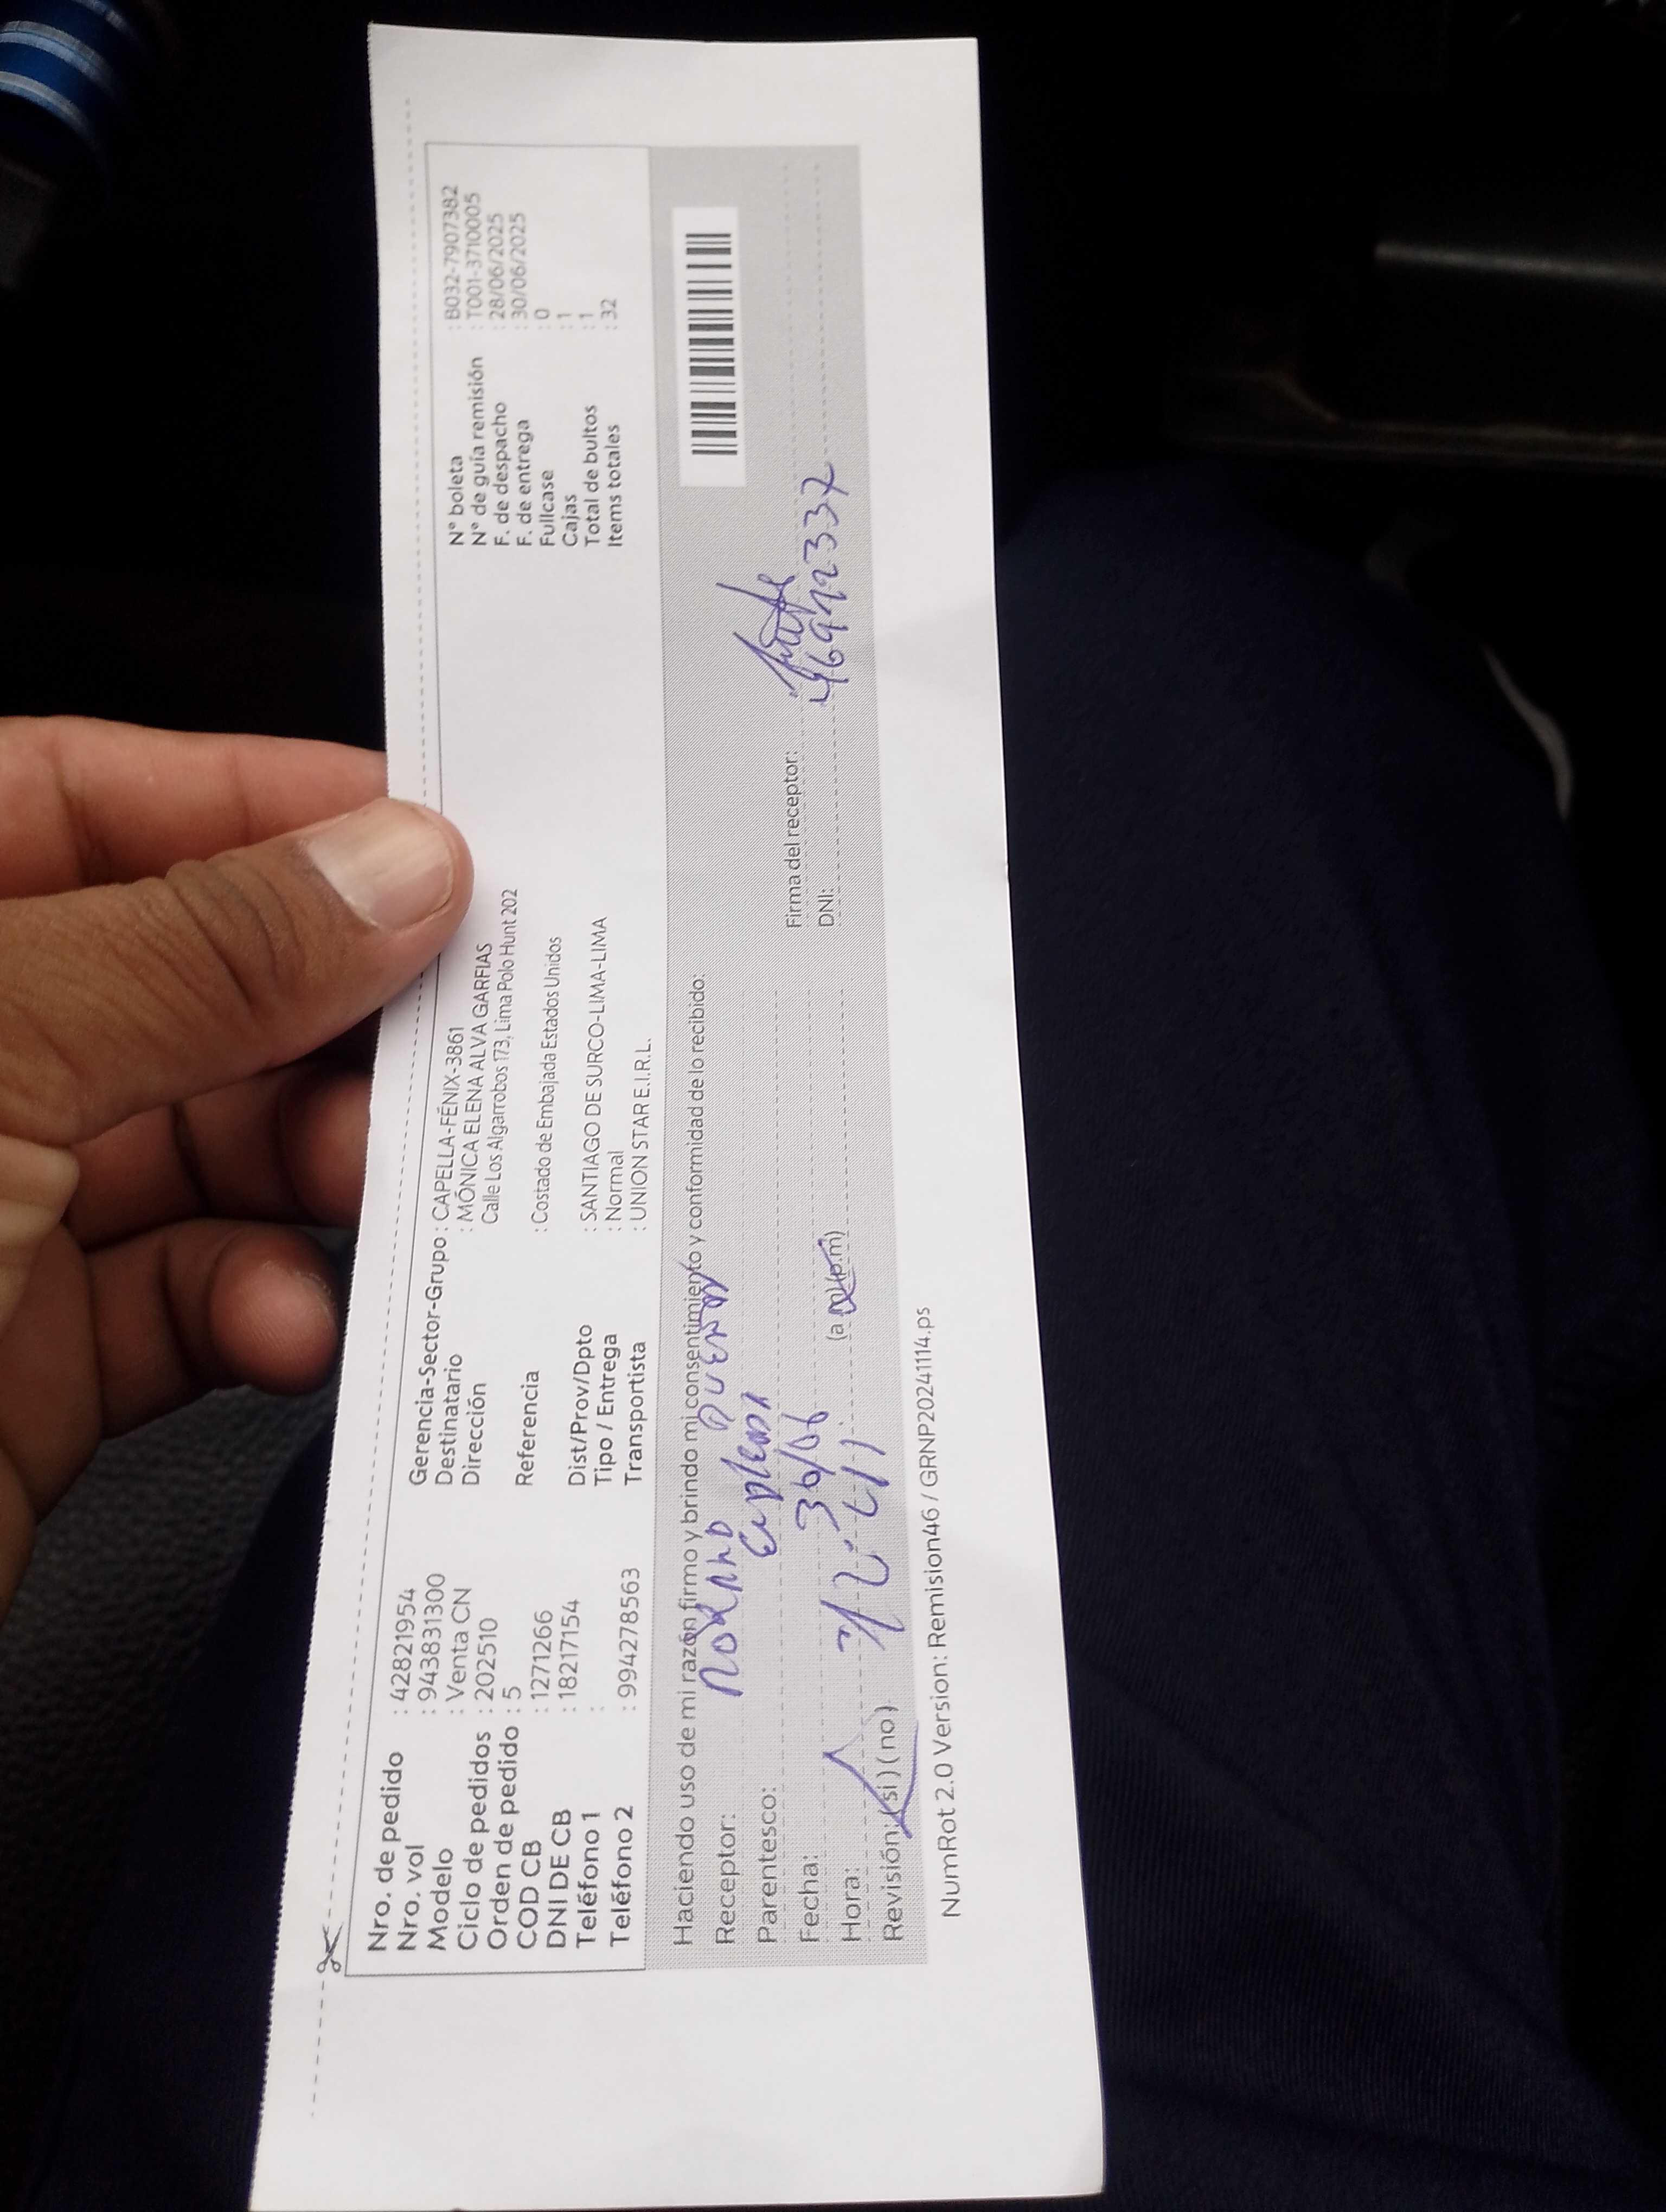 Nro. de pedido : 42821954
Nro. vol : 943831300
Modelo : Venta CN
Ciclo de pedidos : 202510
Orden de pedido : 5
COD CB : 1271266
DNI DE CB : 18217154
Teléfono 1 :
Teléfono 2 : 994278563
Gerencia-Sector-Grupo : CAPELLA-FÉNIX-3861
Destinatario : MÓNICA ELENA ALVA GARFIAS
Dirección Calle Los Algarrobos 173, Lima Polo Hunt 202
Referencia : Costado de Embajada Estados Unidos
Dist/Prov/Dpto : SANTIAGO DE SURCO-LIMA-LIMA
Tipo / Entrega : Normal
Transportista : UNION STAR E.I.R.L.
N° boleta : B032-7907382
N° de guía remisión : T001-3710005
F. de despacho : 28/06/2025
F. de entrega : 30/06/2025
Fullcase : 0
Cajas : 1
Total de bultos : 1
Items totales : 32
Haciendo uso de mi razón firmo y brindo mi consentimiento y conformidad de lo recibido:
Receptor:
Parentesco:
Fecha: 30/06
Hora: (a
Revisión: (si) (no)
Firma del receptor:
DNI:
NumRot 2.0 Version: Remision46 / GRNP20241114.ps